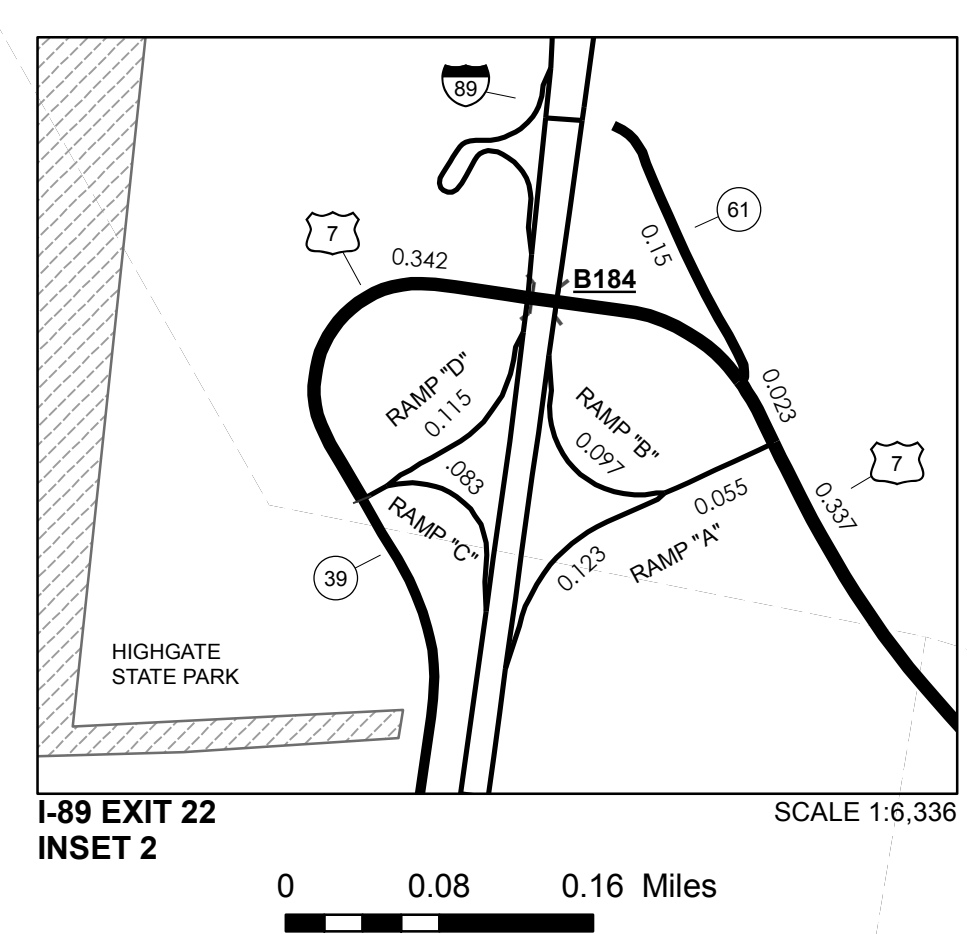 89
61
7
0.15
0.342
B184
RAMP "D"
0.115
RAMP "B"
0.097
0.023
7
.083
0.055
0.337
RAMP "C"
RAMP "A"
0.123
39
HIGHGATE
STATE PARK
I-89 EXIT 22
SCALE 1:6,336
INSET 2
0 0.08 0.16 Miles